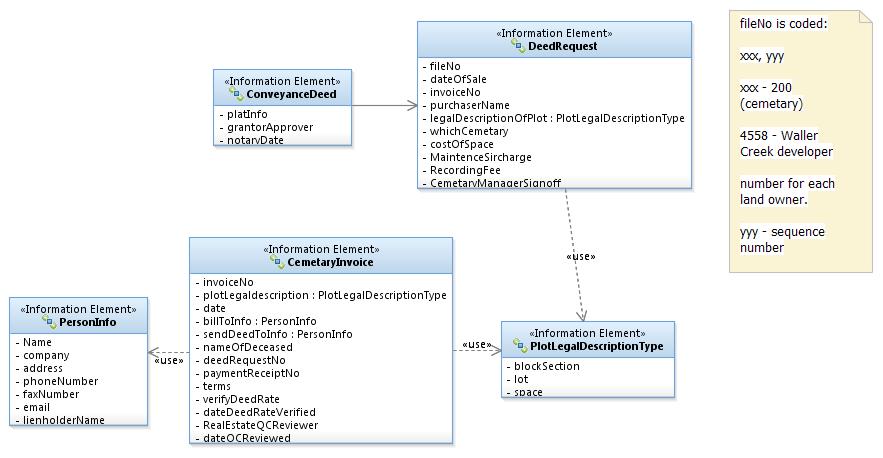 «Information Element»
DeedRequest
- fileNo
- dateOfSale
- invoiceNo
- purchaserName
- legalDescriptionOfPlot : PlotLegalDescriptionType
- whichCemetary
- costOfSpace
- MaintenceSircharge
- RecordingFee
- CemetaryManagerSignoff
«Information Element»
ConveyanceDeed
- platInfo
- grantorApprover
- notaryDate
fileNo is coded:
xxx, yyy
xxx - 200
(cemetary)
4558 - Waller
Creek developer
number for each
land owner.
yyy - sequence
number
«use»
«Information Element»
CemetaryInvoice
- invoiceNo
- plotLegaldescription : PlotLegalDescriptionType
- date
- billToInfo : PersonInfo
- sendDeedToInfo : PersonInfo
- nameOfDeceased
- deedRequestNo
- paymentReceiptNo
- terms
- verifyDeedRate
- dateDeedRateVerified
- RealEstateQCReviewer
- dateQCReviewed
«Information Element»
PersonInfo
- Name
- company
- address
- phoneNumber
- faxNumber
- email
- lienholderName
«use»
«use»
«Information Element»
PlotLegalDescriptionType
- blockSection
- lot
- space